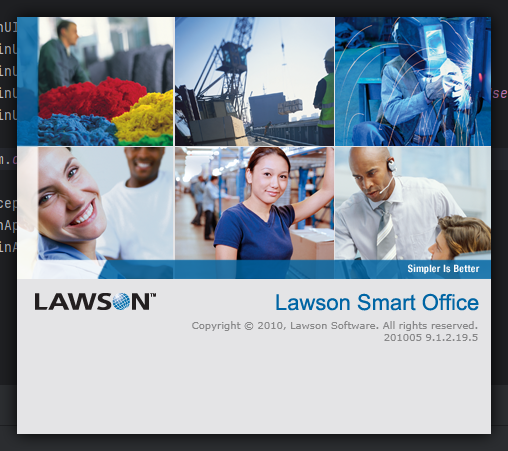 Simpler Is Better
LAWSON™
Lawson Smart Office
Copyright © 2010, Lawson Software. All rights reserved.
201005 9.1.2.19.5